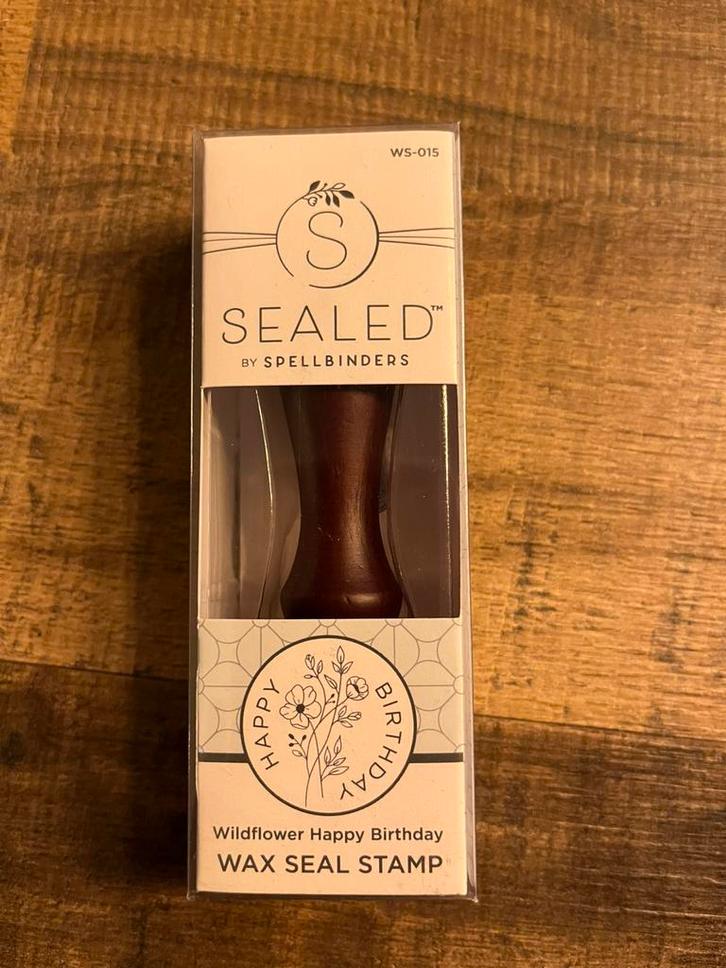 WS-015
S
SEALED™
BY SPELLBINDERS
HAPPY BIRTHDAY
Wildflower Happy Birthday
WAX SEAL STAMP